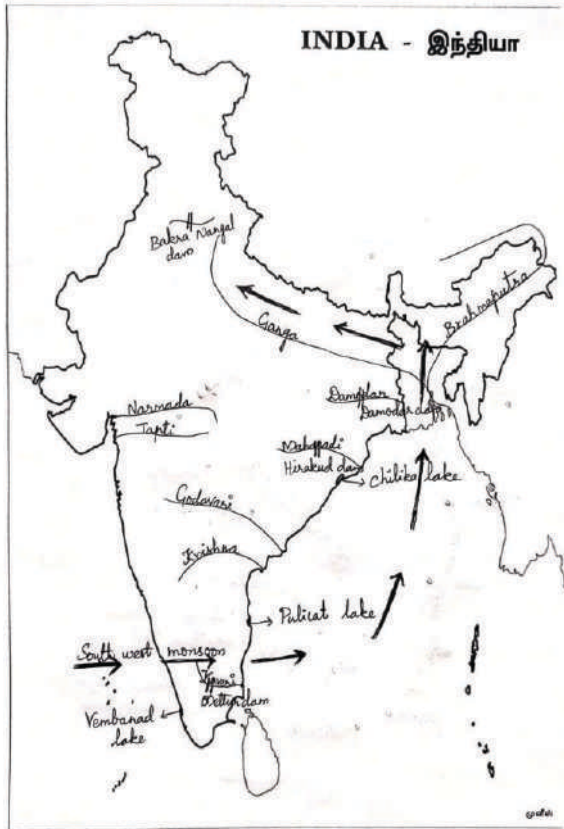 INDIA - இந்தியா
Bakra Nangal
dam
Ganga
Brahmaputra
Narmada
Tapti
Damodar
Damodar dam
Mahanadi
Hirakud dam
Chilika lake
Godavari
Krishna
Pulicat lake
South west monsoon
Kaveri
Mettur dam
Vembanad
lake